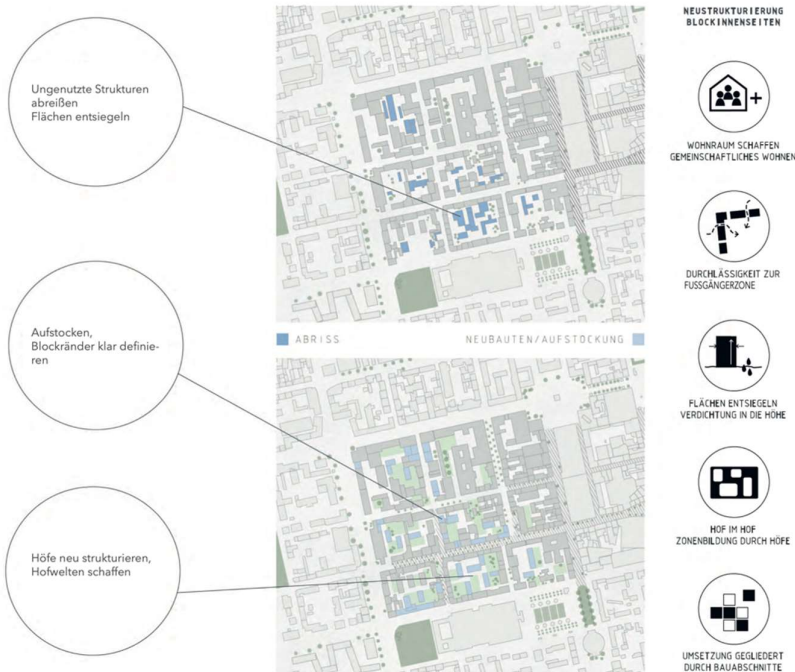 Ungenutzte Strukturen
abreißen
Flächen entsiegeln
Aufstocken,
Blockränder klar definie-
ren
Höfe neu strukturieren,
Hofwelten schaffen
ABRISS
NEUBAUTEN/AUFSTOCKUNG
NEUSTRUKTURIERUNG
BLOCKINNENSEITEN
WOHNRAUM SCHAFFEN
GEMEINSCHAFTLICHES WOHNEN
DURCHLÄSSIGKEIT ZUR
FUSSGÄNGERZONE
FLÄCHEN ENTSIEGELN
VERDICHTUNG IN DIE HÖHE
HOF IM HOF
ZONENBILDUNG DURCH HÖFE
UMSETZUNG GEGLIEDERT
DURCH BAUABSCHNITTE